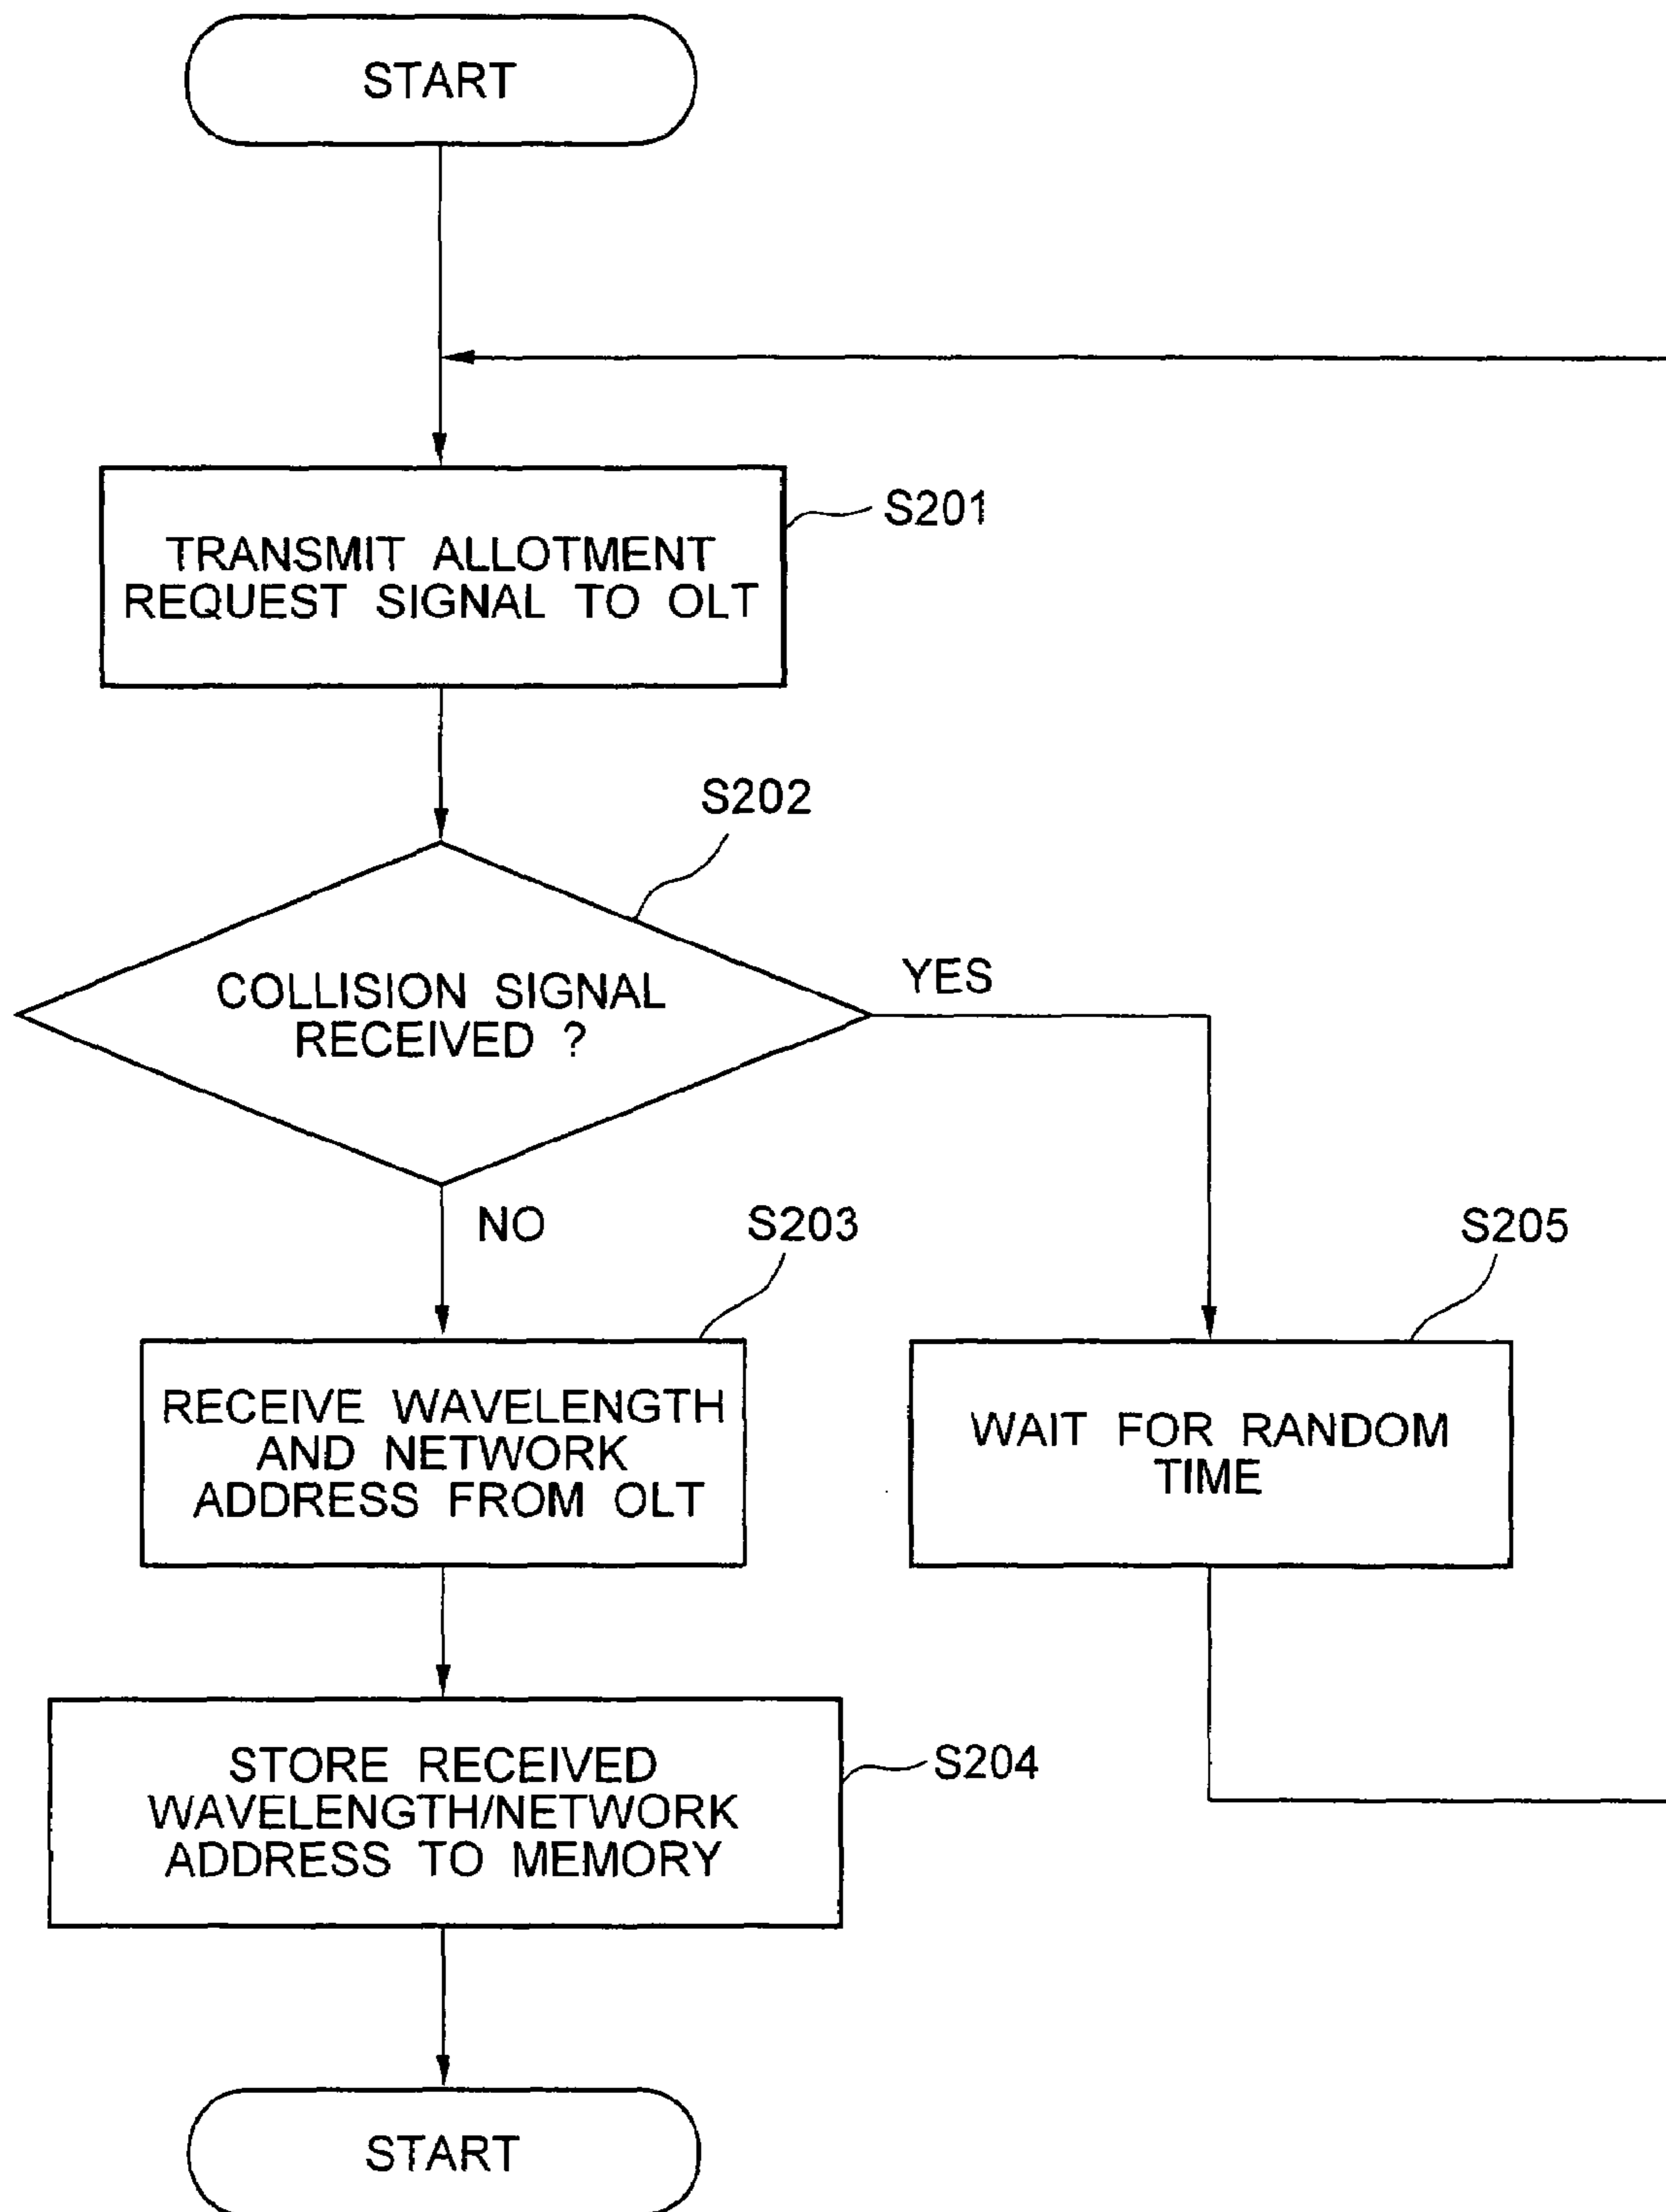 START
S201
TRANSMIT ALLOTMENT
REQUEST SIGNAL TO OLT
S202
COLLISION SIGNAL
RECEIVED ?
YES
NO
S203
S205
RECEIVE WAVELENGTH
AND NETWORK
ADDRESS FROM OLT
WAIT FOR RANDOM
TIME
STORE RECEIVED
WAVELENGTH/NETWORK
ADDRESS TO MEMORY
S204
START